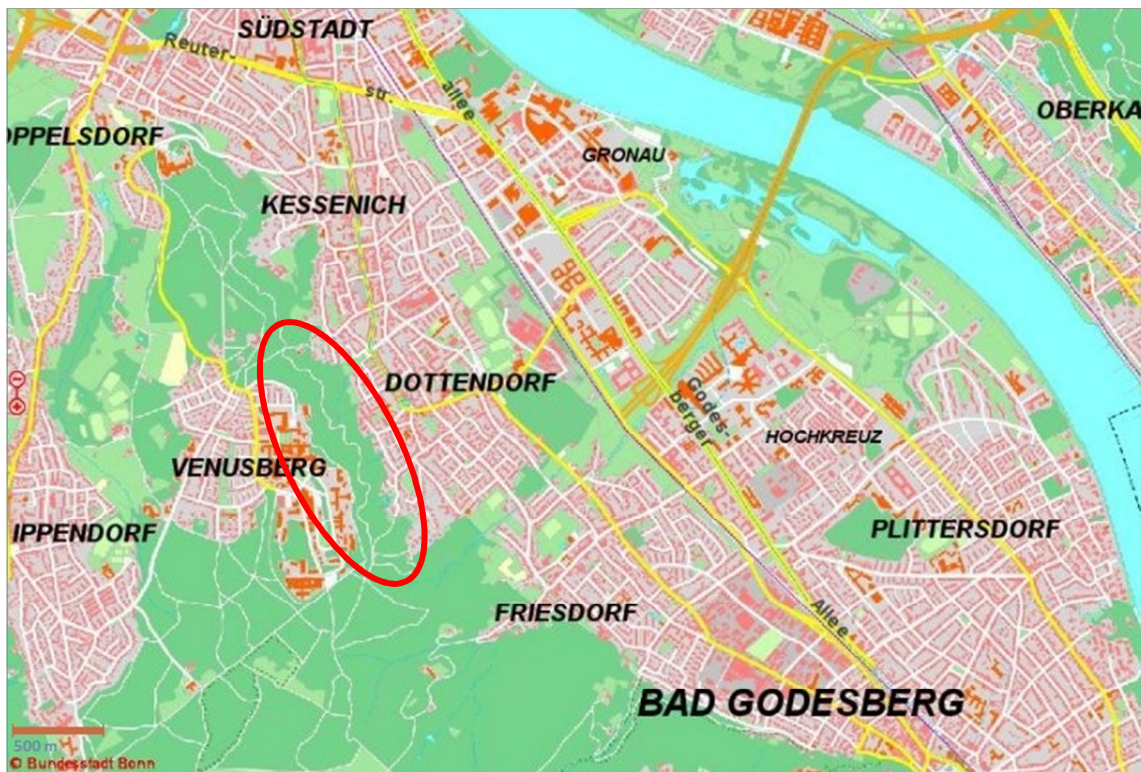 SÜDSTADT
Reuter-
str.
allee
OPPELSDORF
OBERKA
GRONAU
KESSENICH
DOTTENDORF
Godes-
berger
HOCHKREUZ
VENUSBERG
IPPENDORF
PLITTERSDORF
FRIESDORF
Allee
BAD GODESBERG
500 m
© Bundesstadt Bonn